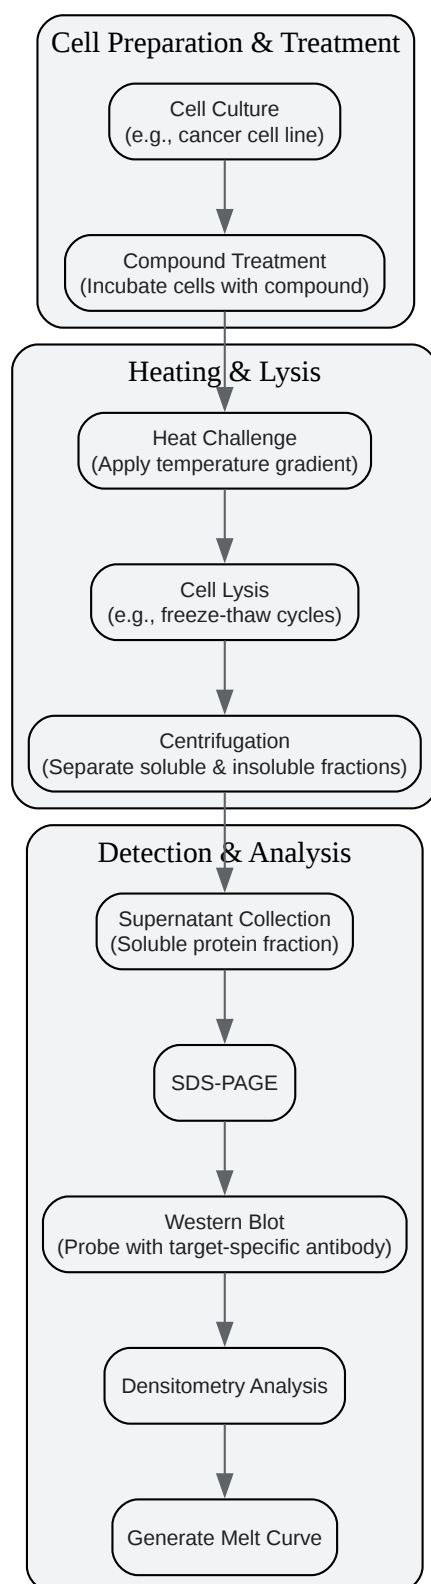 Cell Preparation & Treatment
Cell Culture
(e.g., cancer cell line)
Compound Treatment
(Incubate cells with compound)
Heating & Lysis
Heat Challenge
(Apply temperature gradient)
Cell Lysis
(e.g., freeze-thaw cycles)
Centrifugation
(Separate soluble & insoluble fractions)
Detection & Analysis
Supernatant Collection
(Soluble protein fraction)
SDS-PAGE
Western Blot
(Probe with target-specific antibody)
Densitometry Analysis
Generate Melt Curve